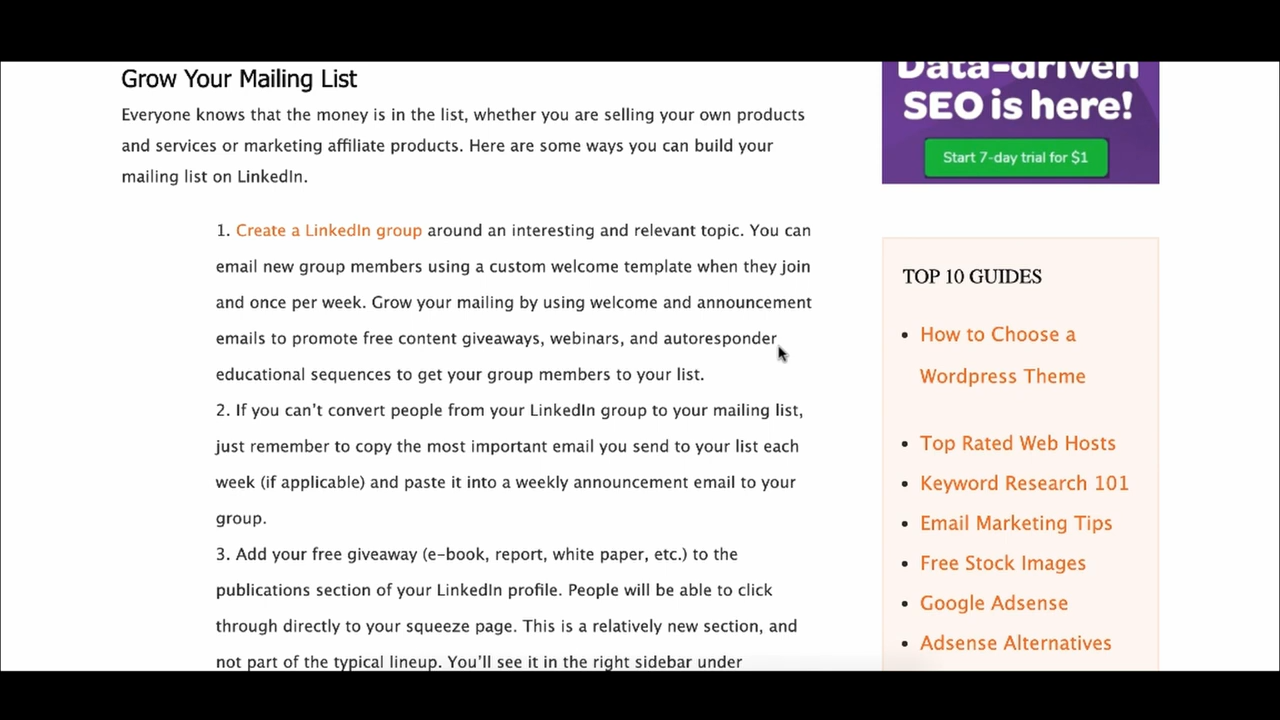 Grow Your Mailing List
Everyone knows that the money is in the list, whether you are selling your own products
and services or marketing affiliate products. Here are some ways you can build your
mailing list on LinkedIn.
1. Create a LinkedIn group around an interesting and relevant topic. You can
email new group members using a custom welcome template when they join
and once per week. Grow your mailing by using welcome and announcement
emails to promote free content giveaways, webinars, and autoresponder
educational sequences to get your group members to your list.
2. If you can’t convert people from your LinkedIn group to your mailing list,
just remember to copy the most important email you send to your list each
week (if applicable) and paste it into a weekly announcement email to your
group.
3. Add your free giveaway (e-book, report, white paper, etc.) to the
publications section of your LinkedIn profile. People will be able to click
through directly to your squeeze page. This is a relatively new section, and
not part of the typical lineup. You’ll see it in the right sidebar under
Data-driven
SEO is here!
Start 7-day trial for $1
TOP 10 GUIDES
• How to Choose a
Wordpress Theme
• Top Rated Web Hosts
• Keyword Research 101
• Email Marketing Tips
• Free Stock Images
• Google Adsense
• Adsense Alternatives